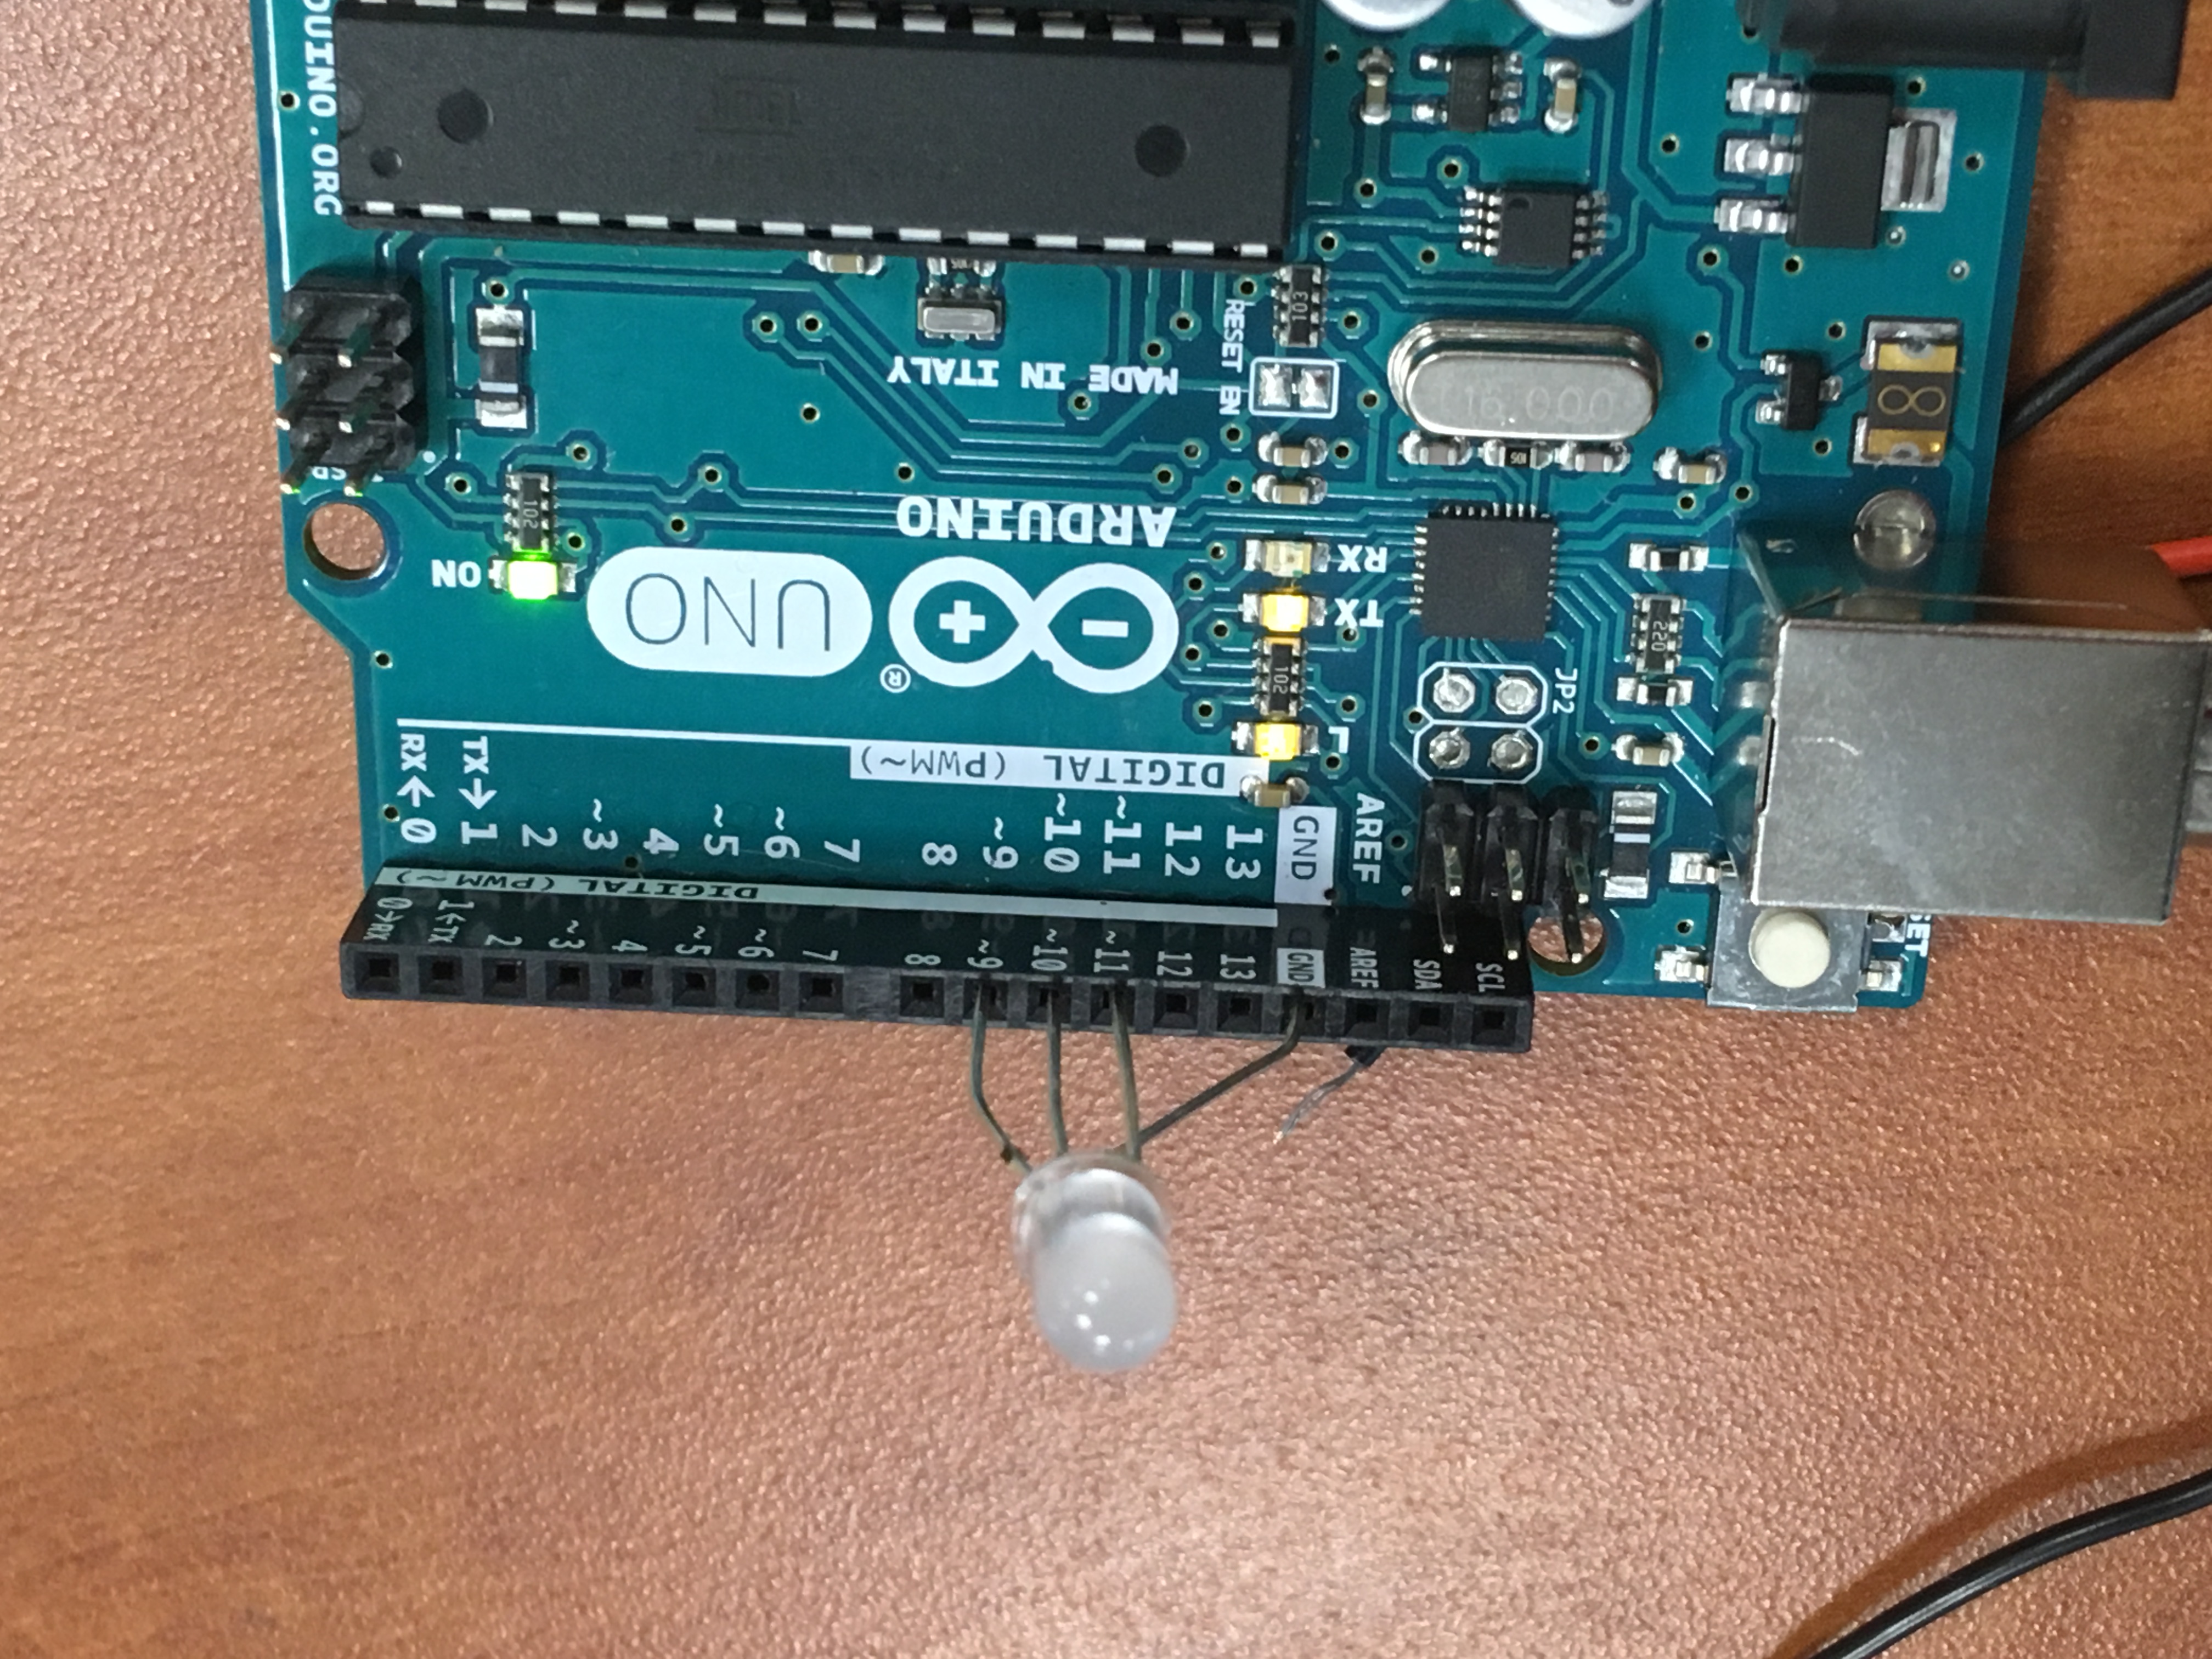 0→RX
1←TX
2
~3
4
~5
~6
7
8
~9
~10
~11
12
13
GND
AREF
SDA
SCL
DIGITAL (PWM~)
RX ← 0
TX → 1
2
~3
4
~5
~6
7
8
~9
~10
~11
12
13
GND
AREF
DIGITAL (PWM~)
ON
102
UNO
®
ARDUINO
MADE IN ITALY
RESET EN
103
102
L
TX
RX
JP2
220